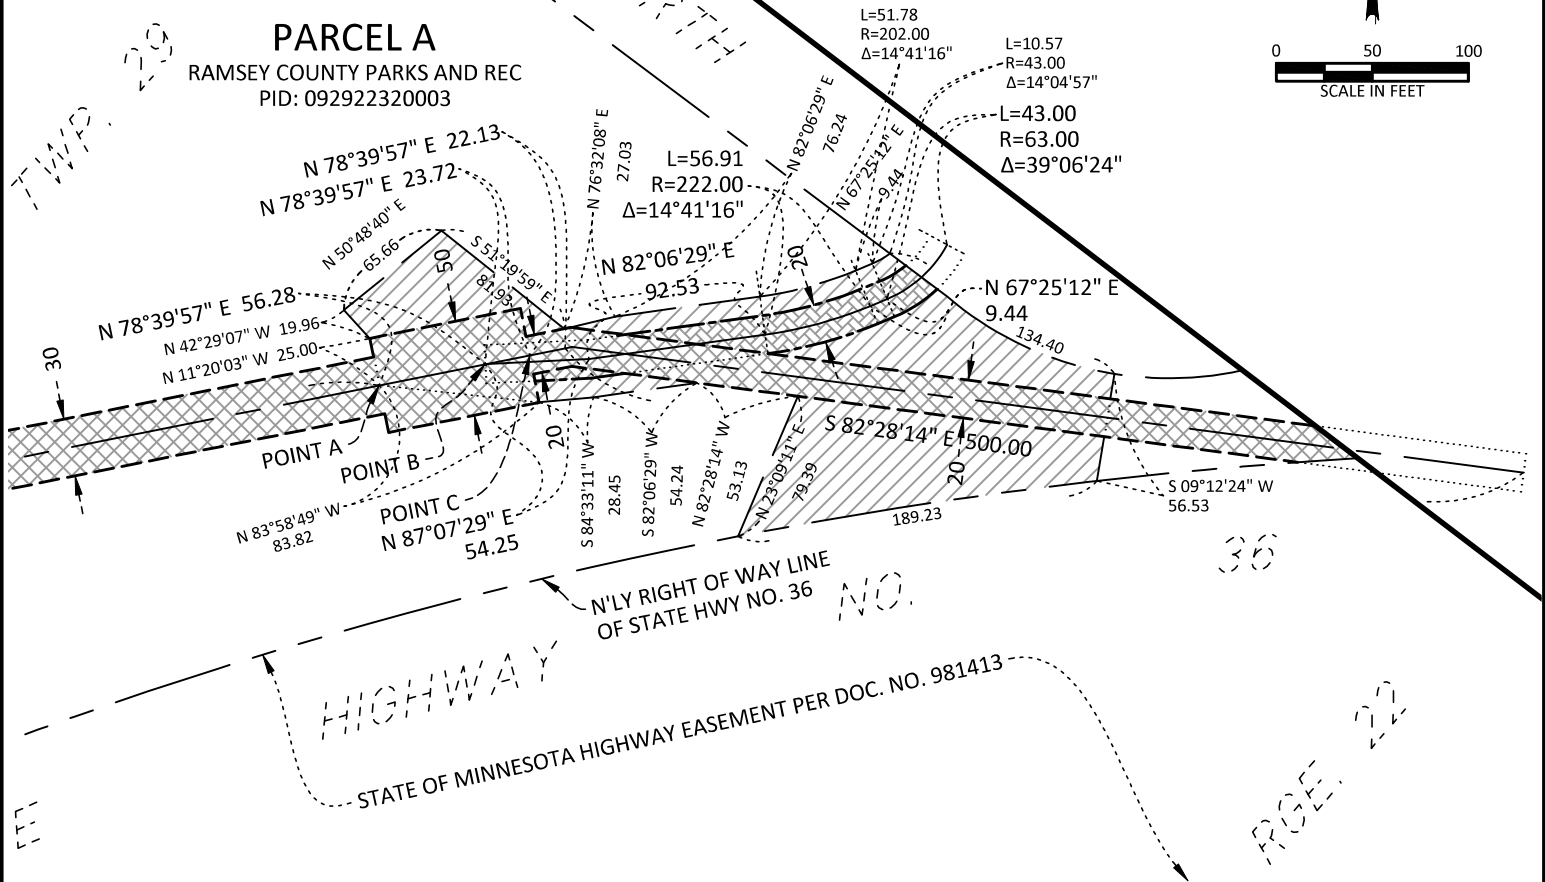 PARCEL A
RAMSEY COUNTY PARKS AND REC
PID: 092922320003
TWP. 29
RTH
L=51.78
R=202.00
Δ=14°41'16"
L=10.57
R=43.00
Δ=14°04'57"
L=43.00
R=63.00
Δ=39°06'24"
0 50 100
SCALE IN FEET
N 78°39'57" E 22.13
N 78°39'57" E 23.72
N 76°32'08" E
27.03
L=56.91
R=222.00
Δ=14°41'16"
N 82°06'29" E
76.24
N 67°25'12" E
9.44
N 50°48'40" E
65.66
S 51°19'59" E
81.93
50
N 82°06'29" E
92.53
20
N 67°25'12" E
9.44
134.40
N 78°39'57" E 56.28
N 42°29'07" W 19.96
N 11°20'03" W 25.00
30
POINT A
POINT B
POINT C
N 83°58'49" W
83.82
N 87°07'29" E
54.25
20
S 84°33'11" W
28.45
S 82°06'29" W
54.24
N 82°28'14" W
53.13
N 23°09'11" E
79.39
S 82°28'14" E 500.00
20
189.23
S 09°12'24" W
56.53
N'LY RIGHT OF WAY LINE
OF STATE HWY NO. 36
HIGHWAY NO. 36
STATE OF MINNESOTA HIGHWAY EASEMENT PER DOC. NO. 981413
RGE. 22
E